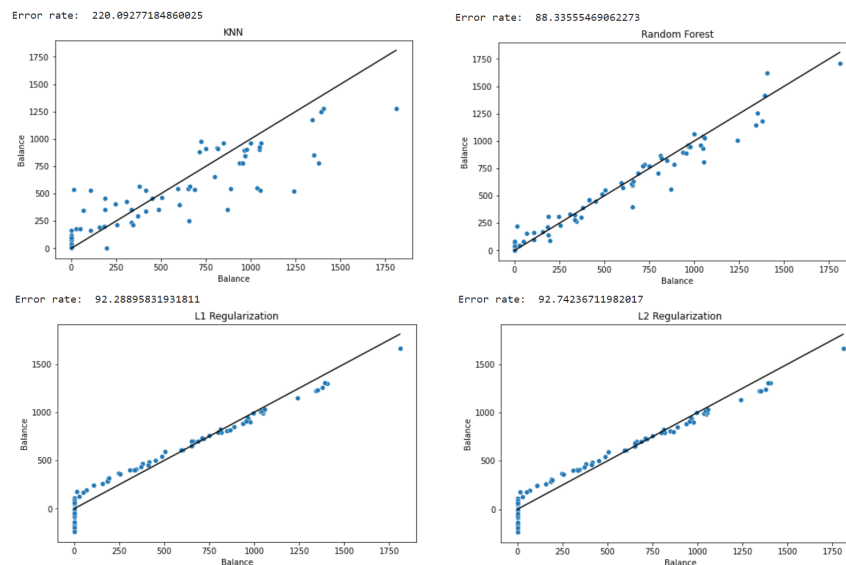 Error rate: 220.09277184860025
KNN
Balance
1750
1500
1250
1000
750
500
250
0
0 250 500 750 1000 1250 1500 1750
Balance
Error rate: 88.33555469062273
Random Forest
Balance
1750
1500
1250
1000
750
500
250
0
0 250 500 750 1000 1250 1500 1750
Balance
Error rate: 92.28895831931811
L1 Regularization
Balance
1500
1000
500
0
0 250 500 750 1000 1250 1500 1750
Balance
Error rate: 92.74236711982017
L2 Regularization
Balance
1500
1000
500
0
0 250 500 750 1000 1250 1500 1750
Balance